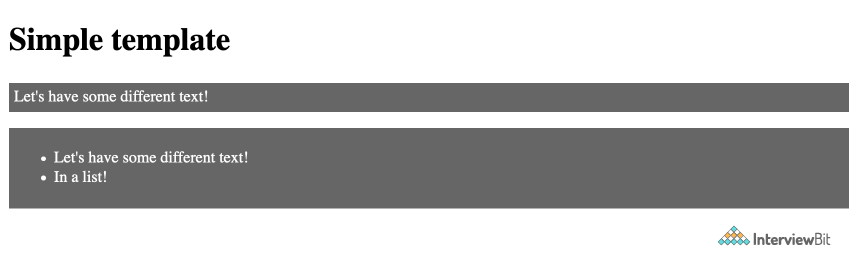 Simple template
Let's have some different text!
Let's have some different text!
In a list!
InterviewBit